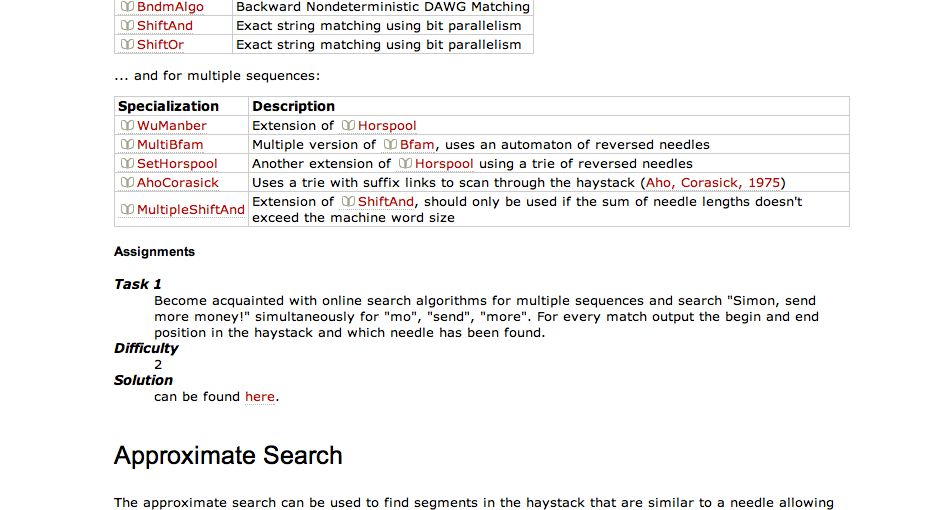 BndmAlgo Backward Nondeterministic DAWG Matching
ShiftAnd Exact string matching using bit parallelism
ShiftOr Exact string matching using bit parallelism
... and for multiple sequences:
Specialization Description
WuManber Extension of Horspool
MultiBfam Multiple version of Bfam, uses an automaton of reversed needles
SetHorspool Another extension of Horspool using a trie of reversed needles
AhoCorasick Uses a trie with suffix links to scan through the haystack (Aho, Corasick, 1975)
MultipleShiftAnd Extension of ShiftAnd, should only be used if the sum of needle lengths doesn't
exceed the machine word size
Assignments
Task 1
Become acquainted with online search algorithms for multiple sequences and search "Simon, send
more money!" simultaneously for "mo", "send", "more". For every match output the begin and end
position in the haystack and which needle has been found.
Difficulty
2
Solution
can be found here.
Approximate Search
The approximate search can be used to find segments in the haystack that are similar to a needle allowing